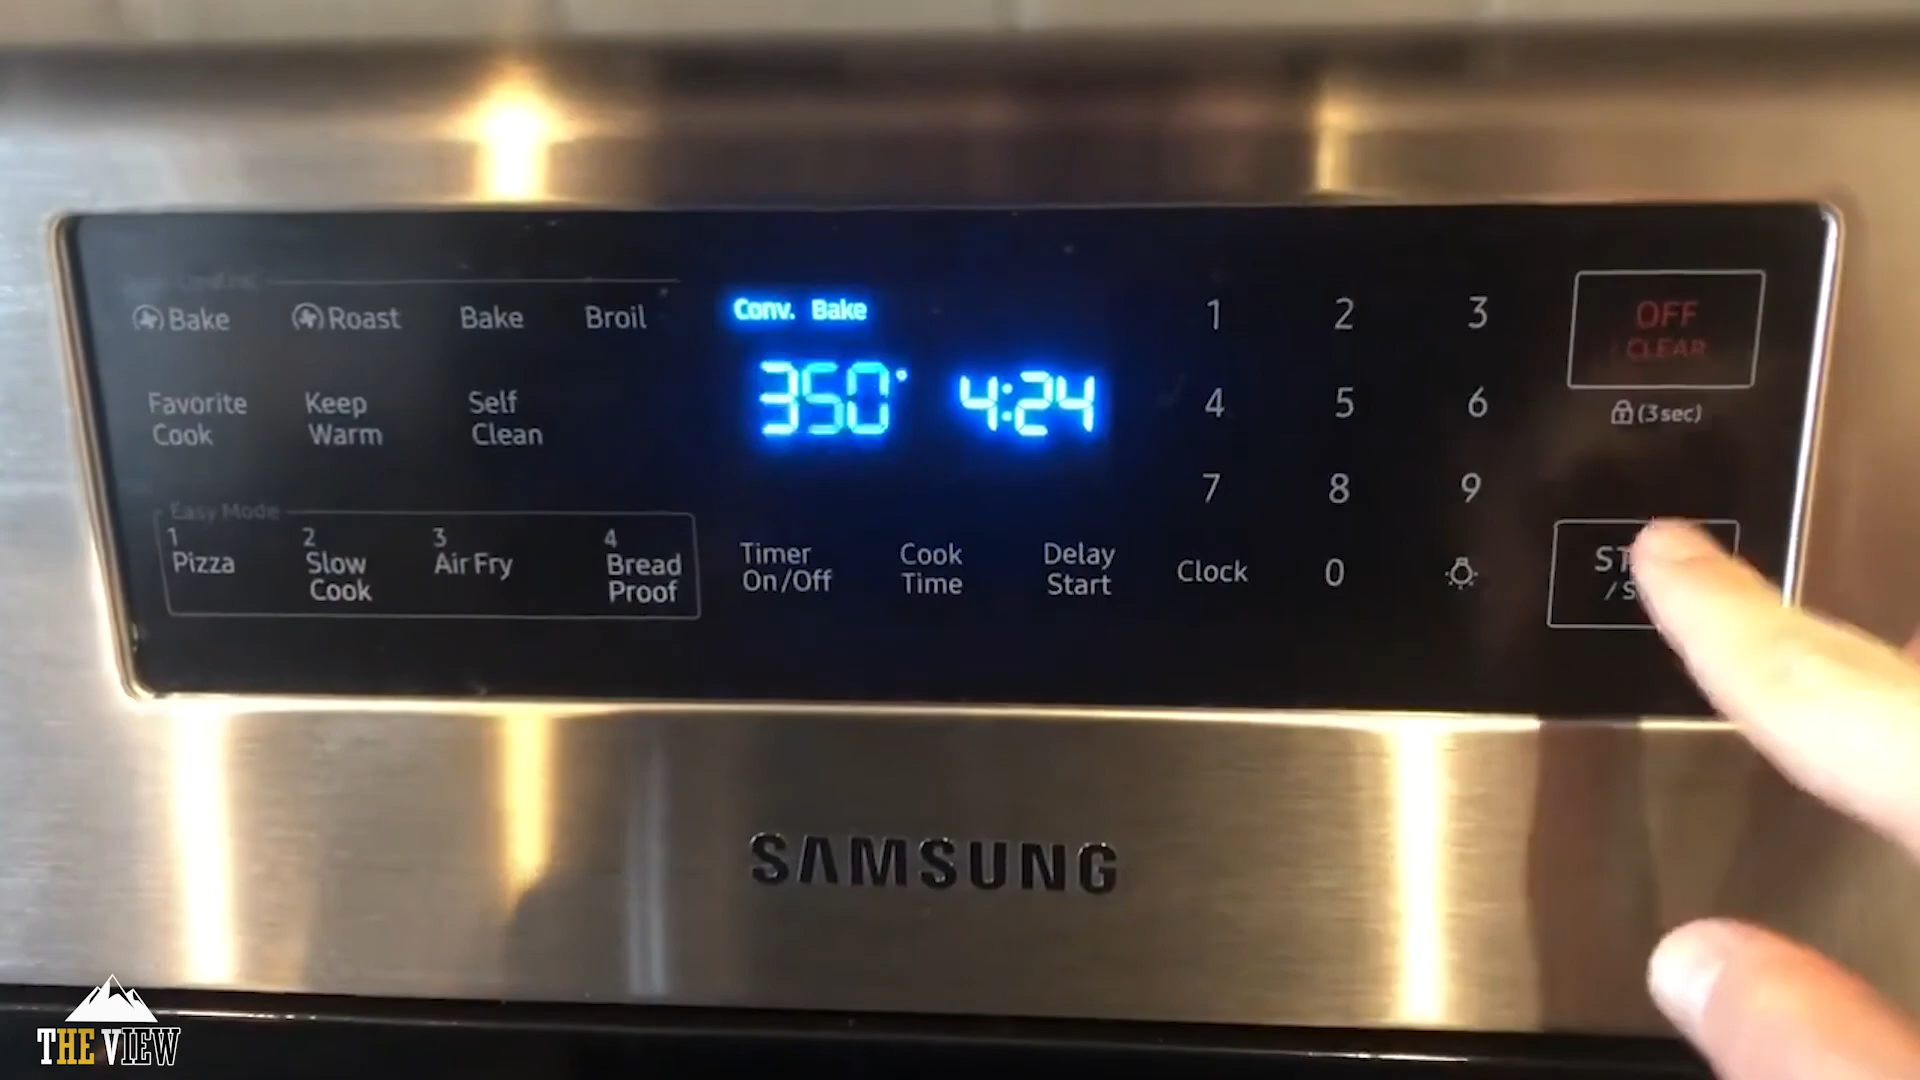 Bake Roast Bake Broil
Favorite Cook
Keep Warm
Self Clean
Easy Mode
1 Pizza
2 Slow Cook
3 Air Fry
4 Bread Proof
Conv. Bake
350° 4:24
Timer On/Off
Cook Time
Delay Start
1 2 3
4 5 6
7 8 9
Clock 0
OFF
/ CLEAR
(3 sec)
SAMSUNG
THE VIEW